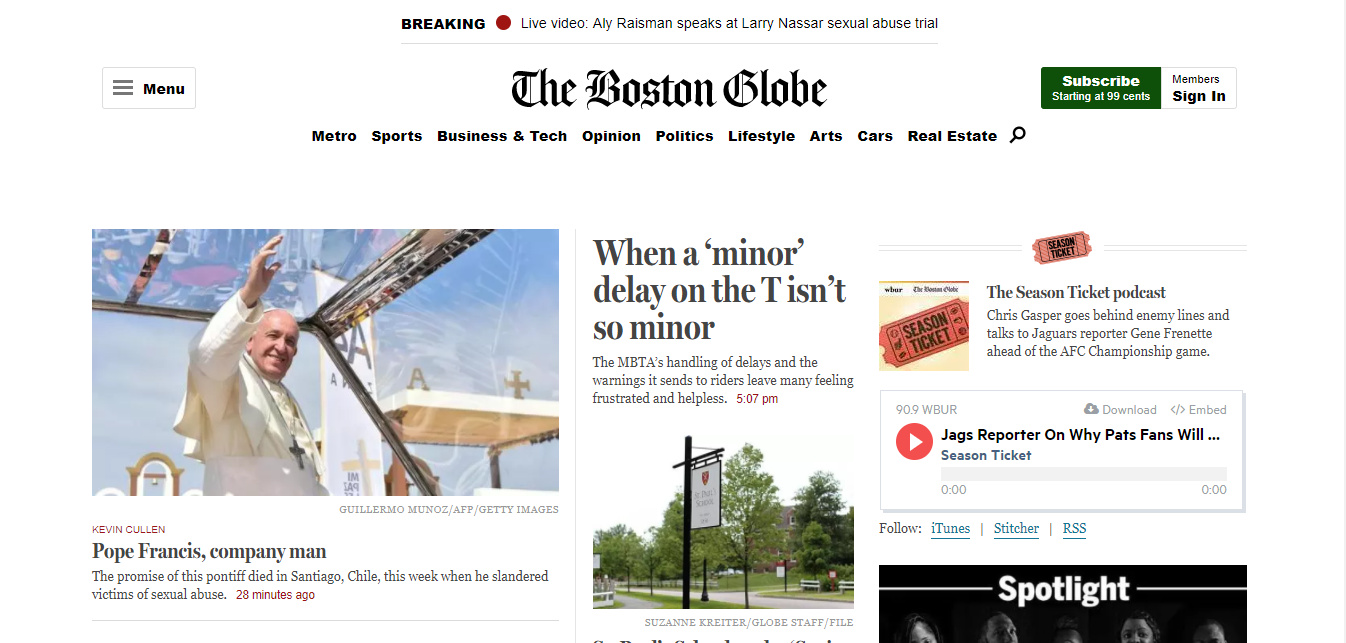 BREAKING Live video: Aly Raisman speaks at Larry Nassar sexual abuse trial
Menu
The Boston Globe
Subscribe
Starting at 99 cents
Members
Sign In
Metro Sports Business & Tech Opinion Politics Lifestyle Arts Cars Real Estate
GUILLERMO MUNOZ/AFP/GETTY IMAGES
KEVIN CULLEN
Pope Francis, company man
The promise of this pontiff died in Santiago, Chile, this week when he slandered
victims of sexual abuse. 28 minutes ago
When a ‘minor’
delay on the T isn’t
so minor
The MBTA’s handling of delays and the
warnings it sends to riders leave many feeling
frustrated and helpless. 5:07 pm
ST. PAUL'S
SCHOOL
SUZANNE KREITER/GLOBE STAFF/FILE
SEASON
TICKET
wbur The Boston Globe
SEASON
TICKET
The Season Ticket podcast
Chris Gasper goes behind enemy lines and
talks to Jaguars reporter Gene Frenette
ahead of the AFC Championship game.
90.9 WBUR Download </> Embed
Jags Reporter On Why Pats Fans Will ...
Season Ticket
0:00 0:00
Follow: iTunes | Stitcher | RSS
Spotlight